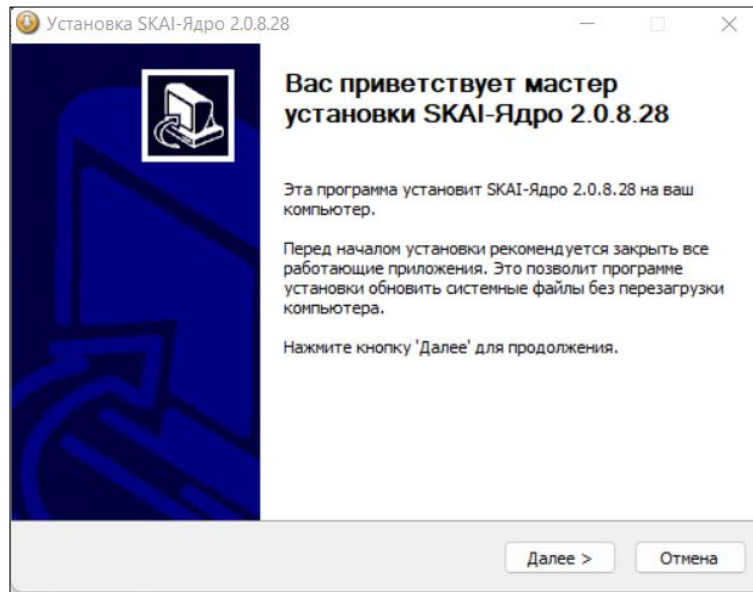 Установка SKAI-Ядро 2.0.8.28
Вас приветствует мастер
установки SKAI-Ядро 2.0.8.28
Эта программа установит SKAI-Ядро 2.0.8.28 на ваш
компьютер.
Перед началом установки рекомендуется закрыть все
работающие приложения. Это позволит программе
установки обновить системные файлы без перезагрузки
компьютера.
Нажмите кнопку 'Далее' для продолжения.
Далее >
Отмена